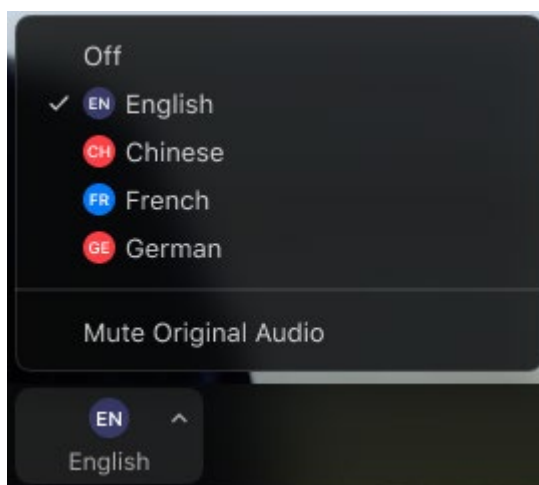 Off
EN English
CH Chinese
FR French
GE German
Mute Original Audio
EN
English